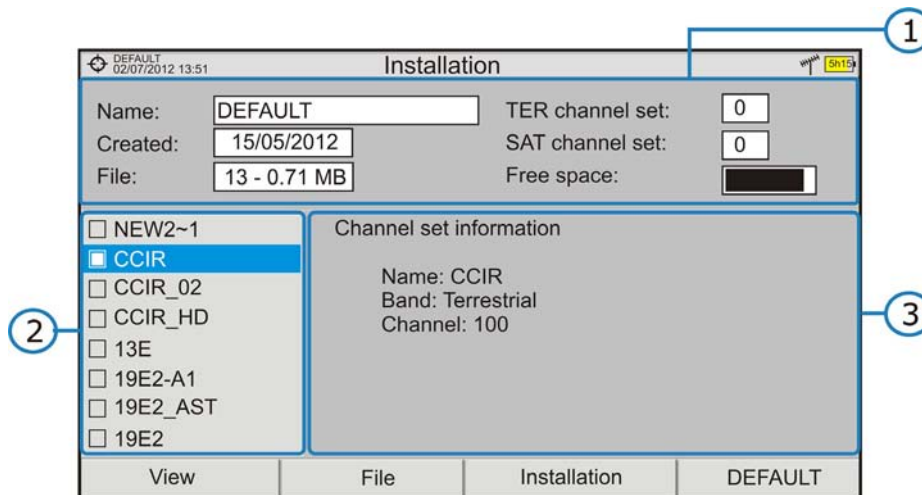 1
DEFAULT
02/07/2012 13:51
Installation
5h15
Name: DEFAULT
TER channel set: 0
Created: 15/05/2012
SAT channel set: 0
File: 13 - 0.71 MB
Free space:
2
NEW2~1
CCIR
CCIR_02
CCIR_HD
13E
19E2-A1
19E2_AST
19E2
Channel set information
Name: CCIR
Band: Terrestrial
Channel: 100
3
View
File
Installation
DEFAULT